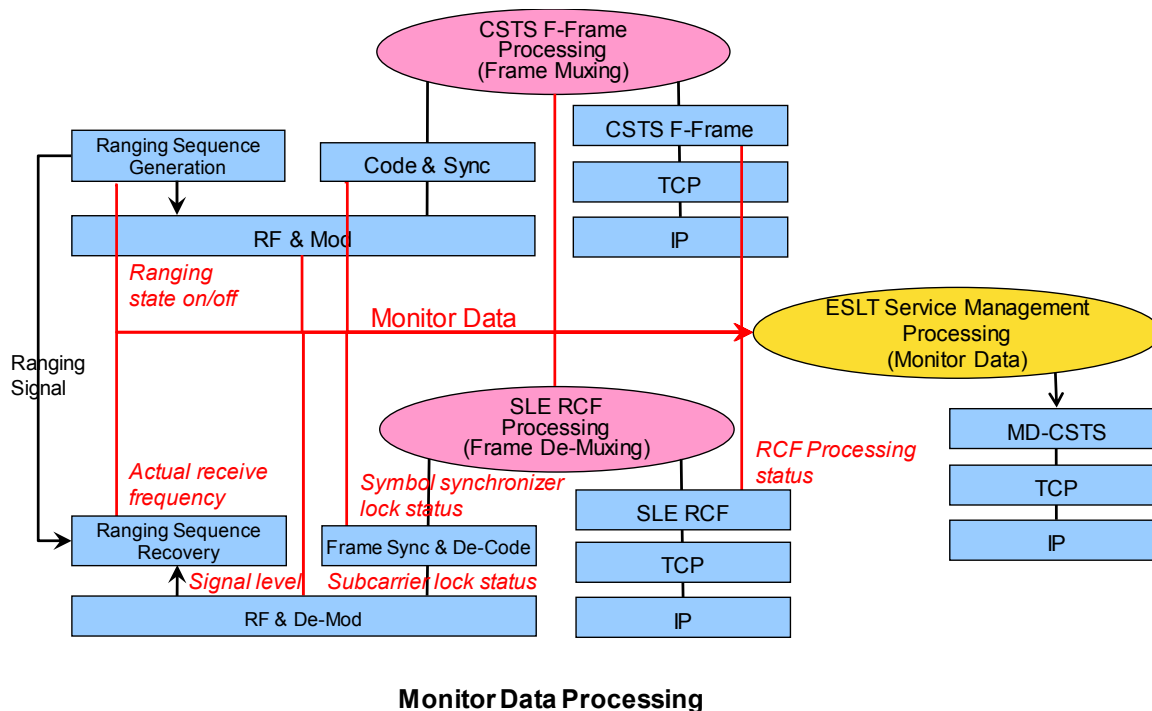 CSTS F-Frame
Processing
(Frame Muxing)
Ranging Sequence
Generation
Code & Sync
CSTS F-Frame
TCP
IP
RF & Mod
Ranging
state on/off
Monitor Data
ESLT Service Management
Processing
(Monitor Data)
Ranging
Signal
SLE RCF
Processing
(Frame De-Muxing)
MD-CSTS
TCP
IP
RCF Processing
status
Actual receive
frequency
Symbol synchronizer
lock status
SLE RCF
TCP
IP
Ranging Sequence
Recovery
Frame Sync & De-Code
Signal level
Subcarrier lock status
RF & De-Mod
Monitor Data Processing